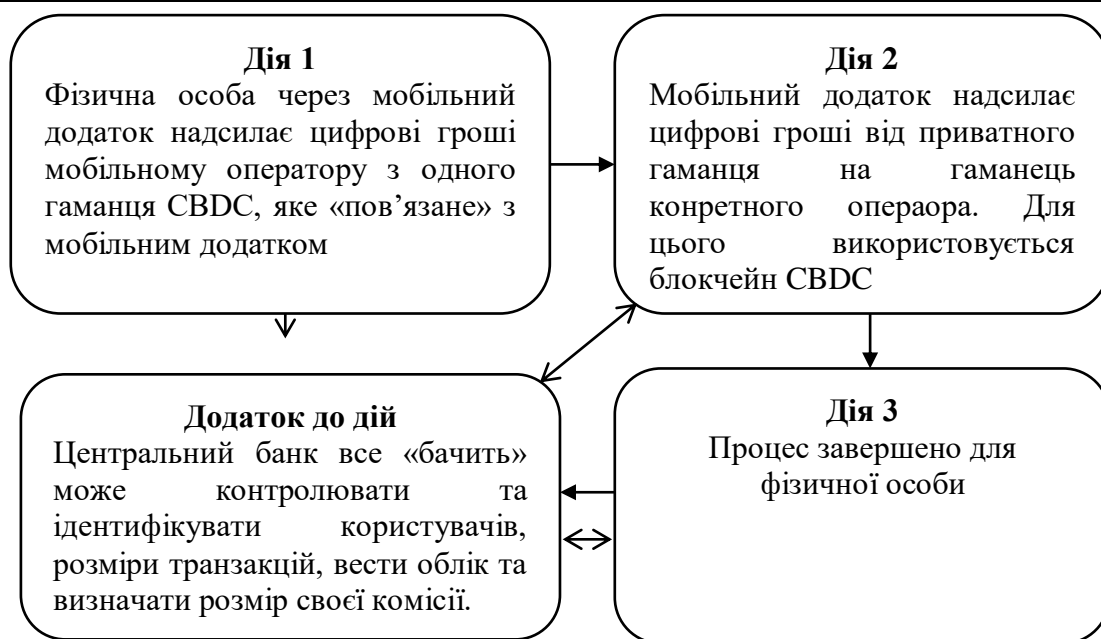 Дія 1
Фізична особа через мобільний
додаток надсилає цифрові гроші
мобільному оператору з одного
гаманця CBDC, яке «пов’язане» з
мобільним додатком
Дія 2
Мобільний додаток надсилає
цифрові гроші від приватного
гаманця на гаманець
конретного операора. Для
цього використовується
блокчейн CBDC
Додаток до дій
Центральний банк все «бачить»
може контролювати та
ідентифікувати користувачів,
розміри транзакцій, вести облік та
визначати розмір своєї комісії.
Дія 3
Процес завершено для
фізичної особи